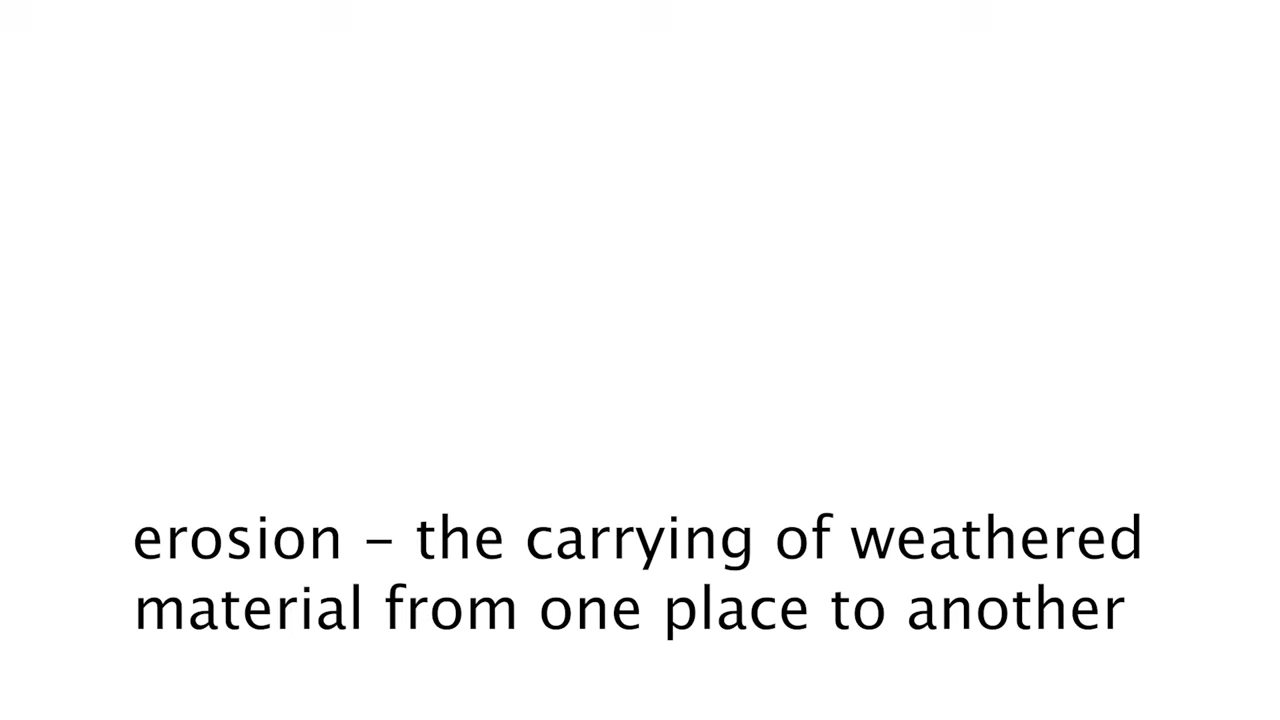 erosion – the carrying of weathered
material from one place to another